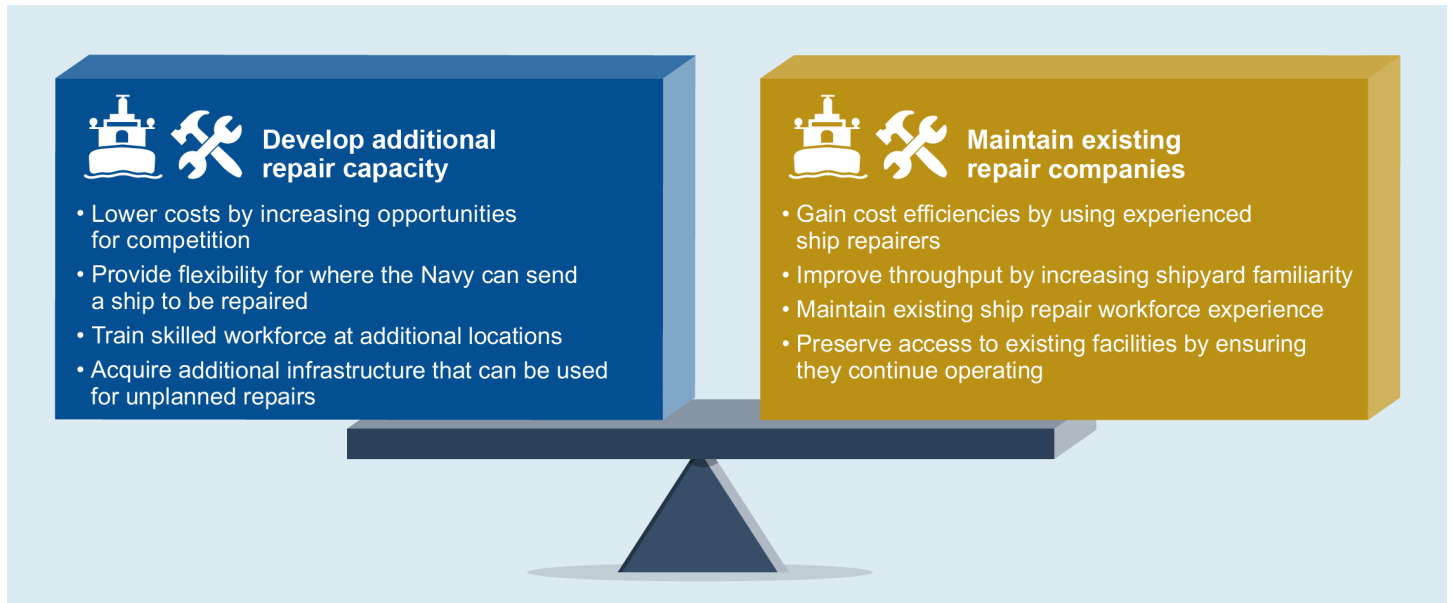 Develop additional
repair capacity
• Lower costs by increasing opportunities
for competition
• Provide flexibility for where the Navy can send
a ship to be repaired
• Train skilled workforce at additional locations
• Acquire additional infrastructure that can be used
for unplanned repairs
Maintain existing
repair companies
• Gain cost efficiencies by using experienced
ship repairers
• Improve throughput by increasing shipyard familiarity
• Maintain existing ship repair workforce experience
• Preserve access to existing facilities by ensuring
they continue operating